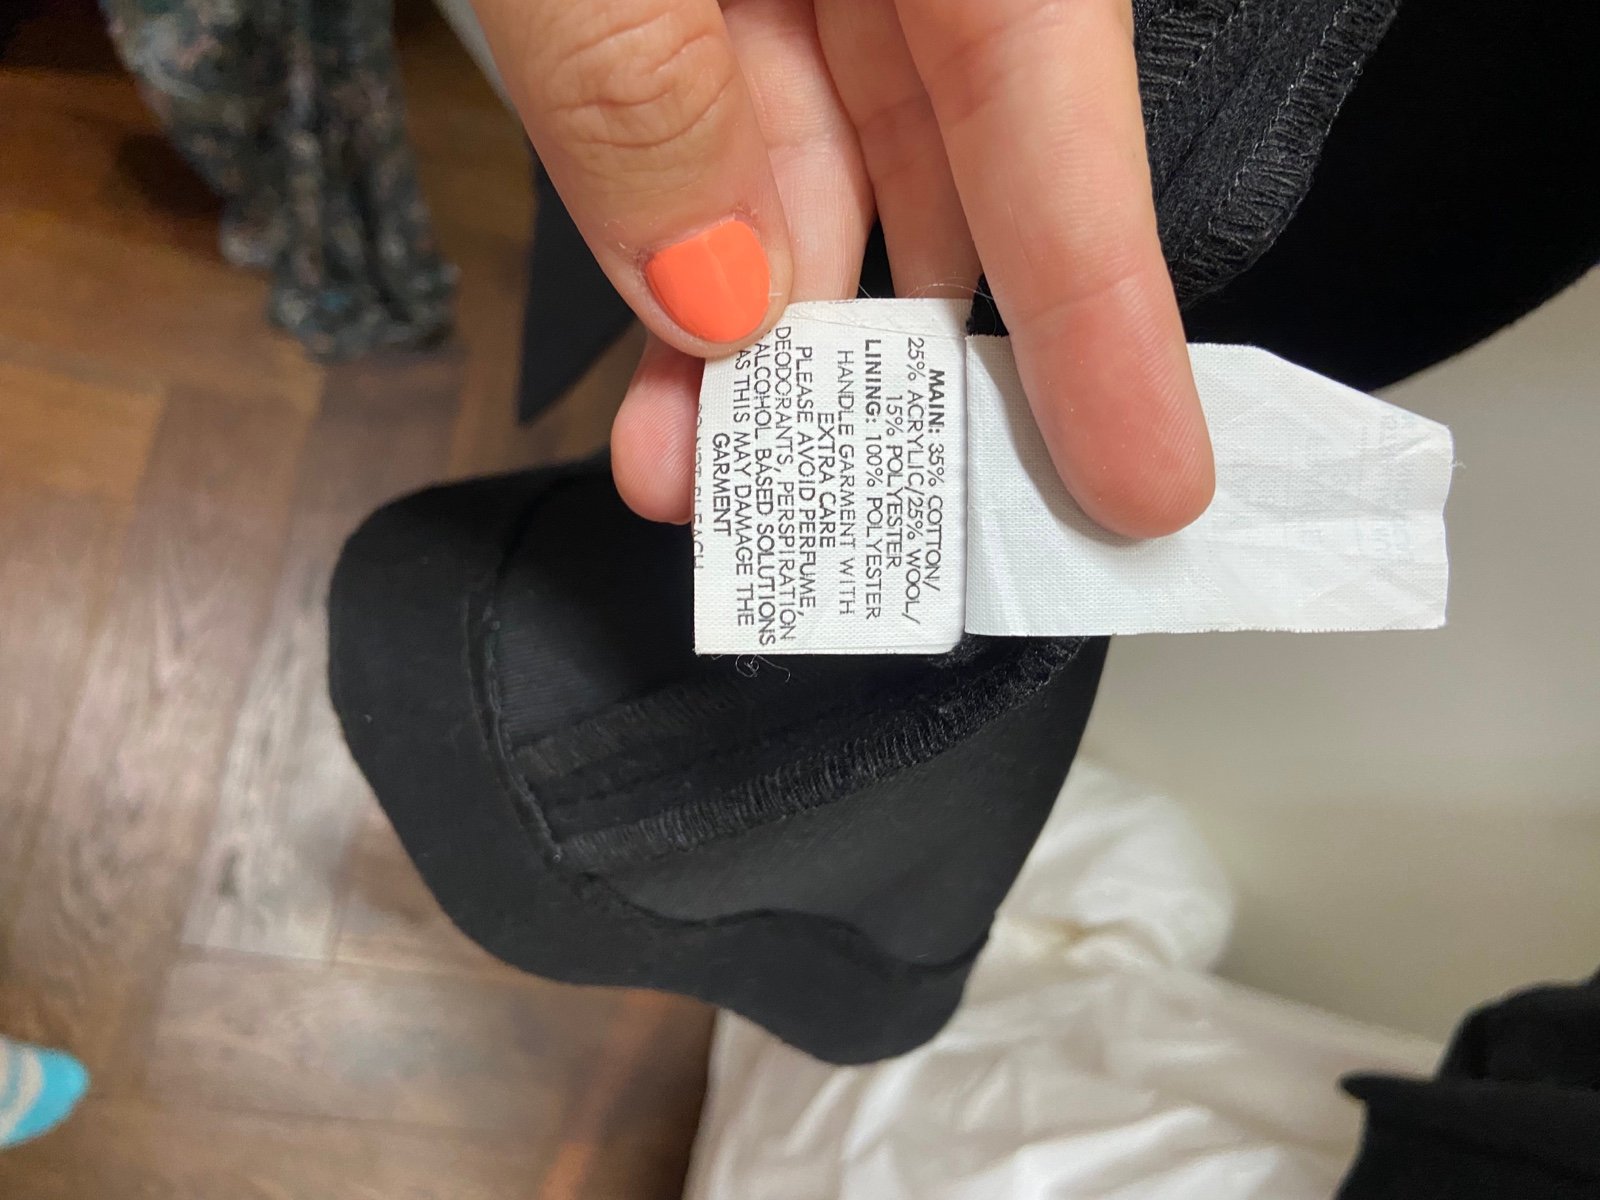 MAIN: 35% COTTON/
25% ACRYLIC/25% WOOL/
15% POLYESTER
LINING: 100% POLYESTER
HANDLE GARMENT WITH
EXTRA CARE
PLEASE AVOID PERFUME,
DEODORANTS, PERSPIRATION
ALCOHOL BASED SOLUTIONS
AS THIS MAY DAMAGE THE
GARMENT